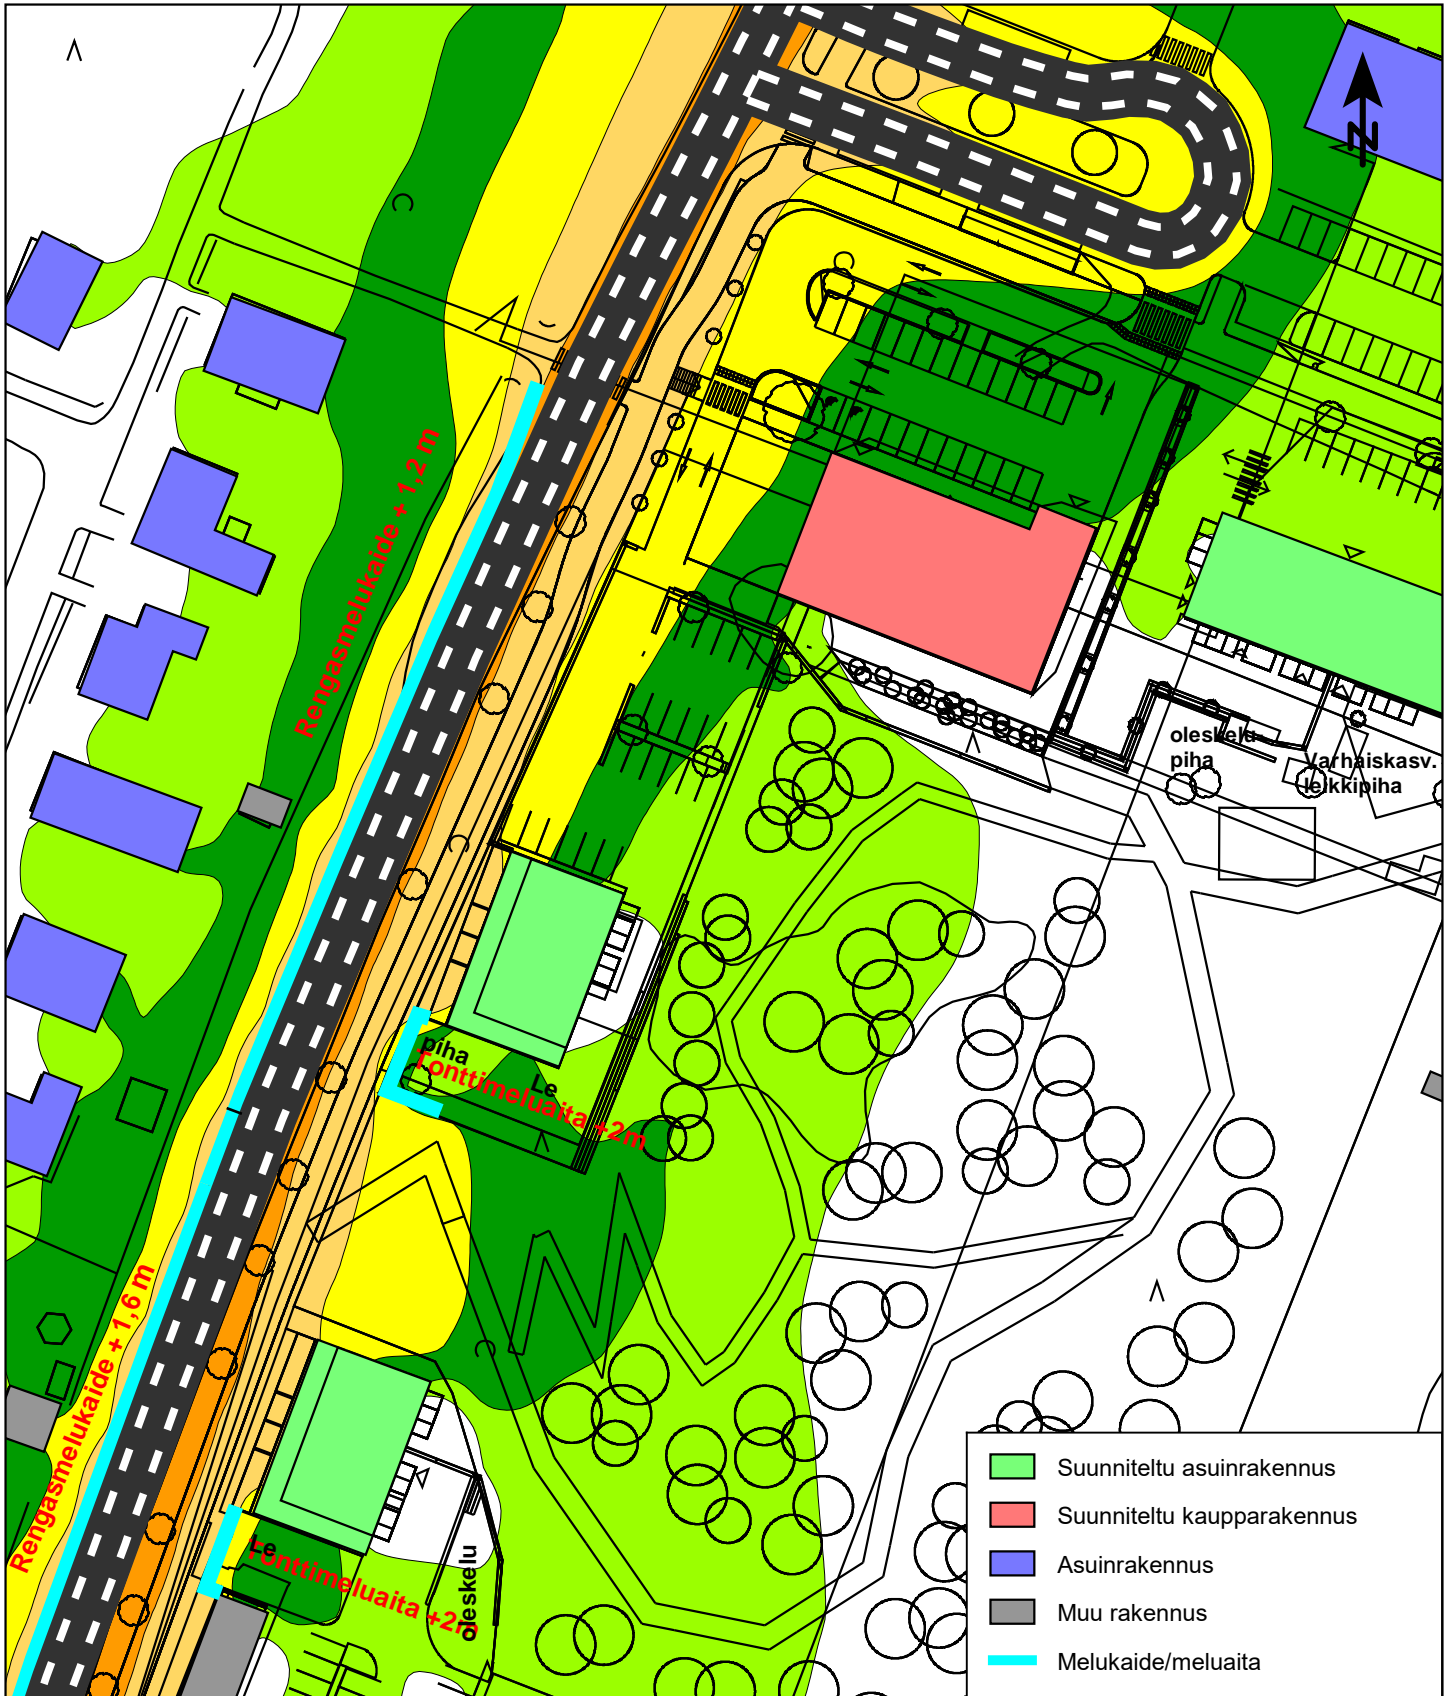 N
Rengasmelukaide + 1,2 m
oleskelu-
piha
Varhaiskasv.
leikkipiha
piha
Le
Tonttimeluaita +2m
Rengasmelukaide + 1,6 m
Le
Tonttimeluaita +2m
oleskelu
Suunniteltu asuinrakennus
Suunniteltu kaupparakennus
Asuinrakennus
Muu rakennus
Melukaide/meluaita